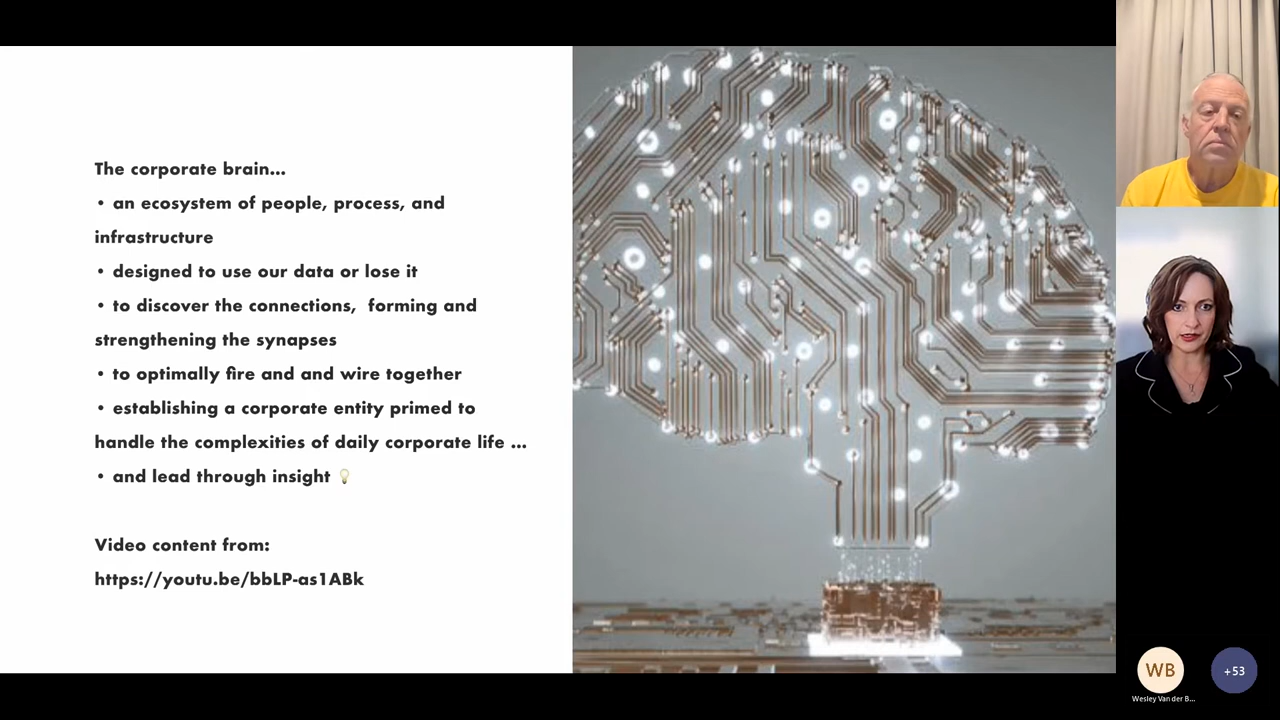 The corporate brain...
• an ecosystem of people, process, and
infrastructure
• designed to use our data or lose it
• to discover the connections,  forming and
strengthening the synapses
• to optimally fire and and wire together
• establishing a corporate entity primed to
handle the complexities of daily corporate life ...
• and lead through insight 💡
Video content from:
https://youtu.be/bbLP-as1ABk
WB
+53
Wesley Van der B...